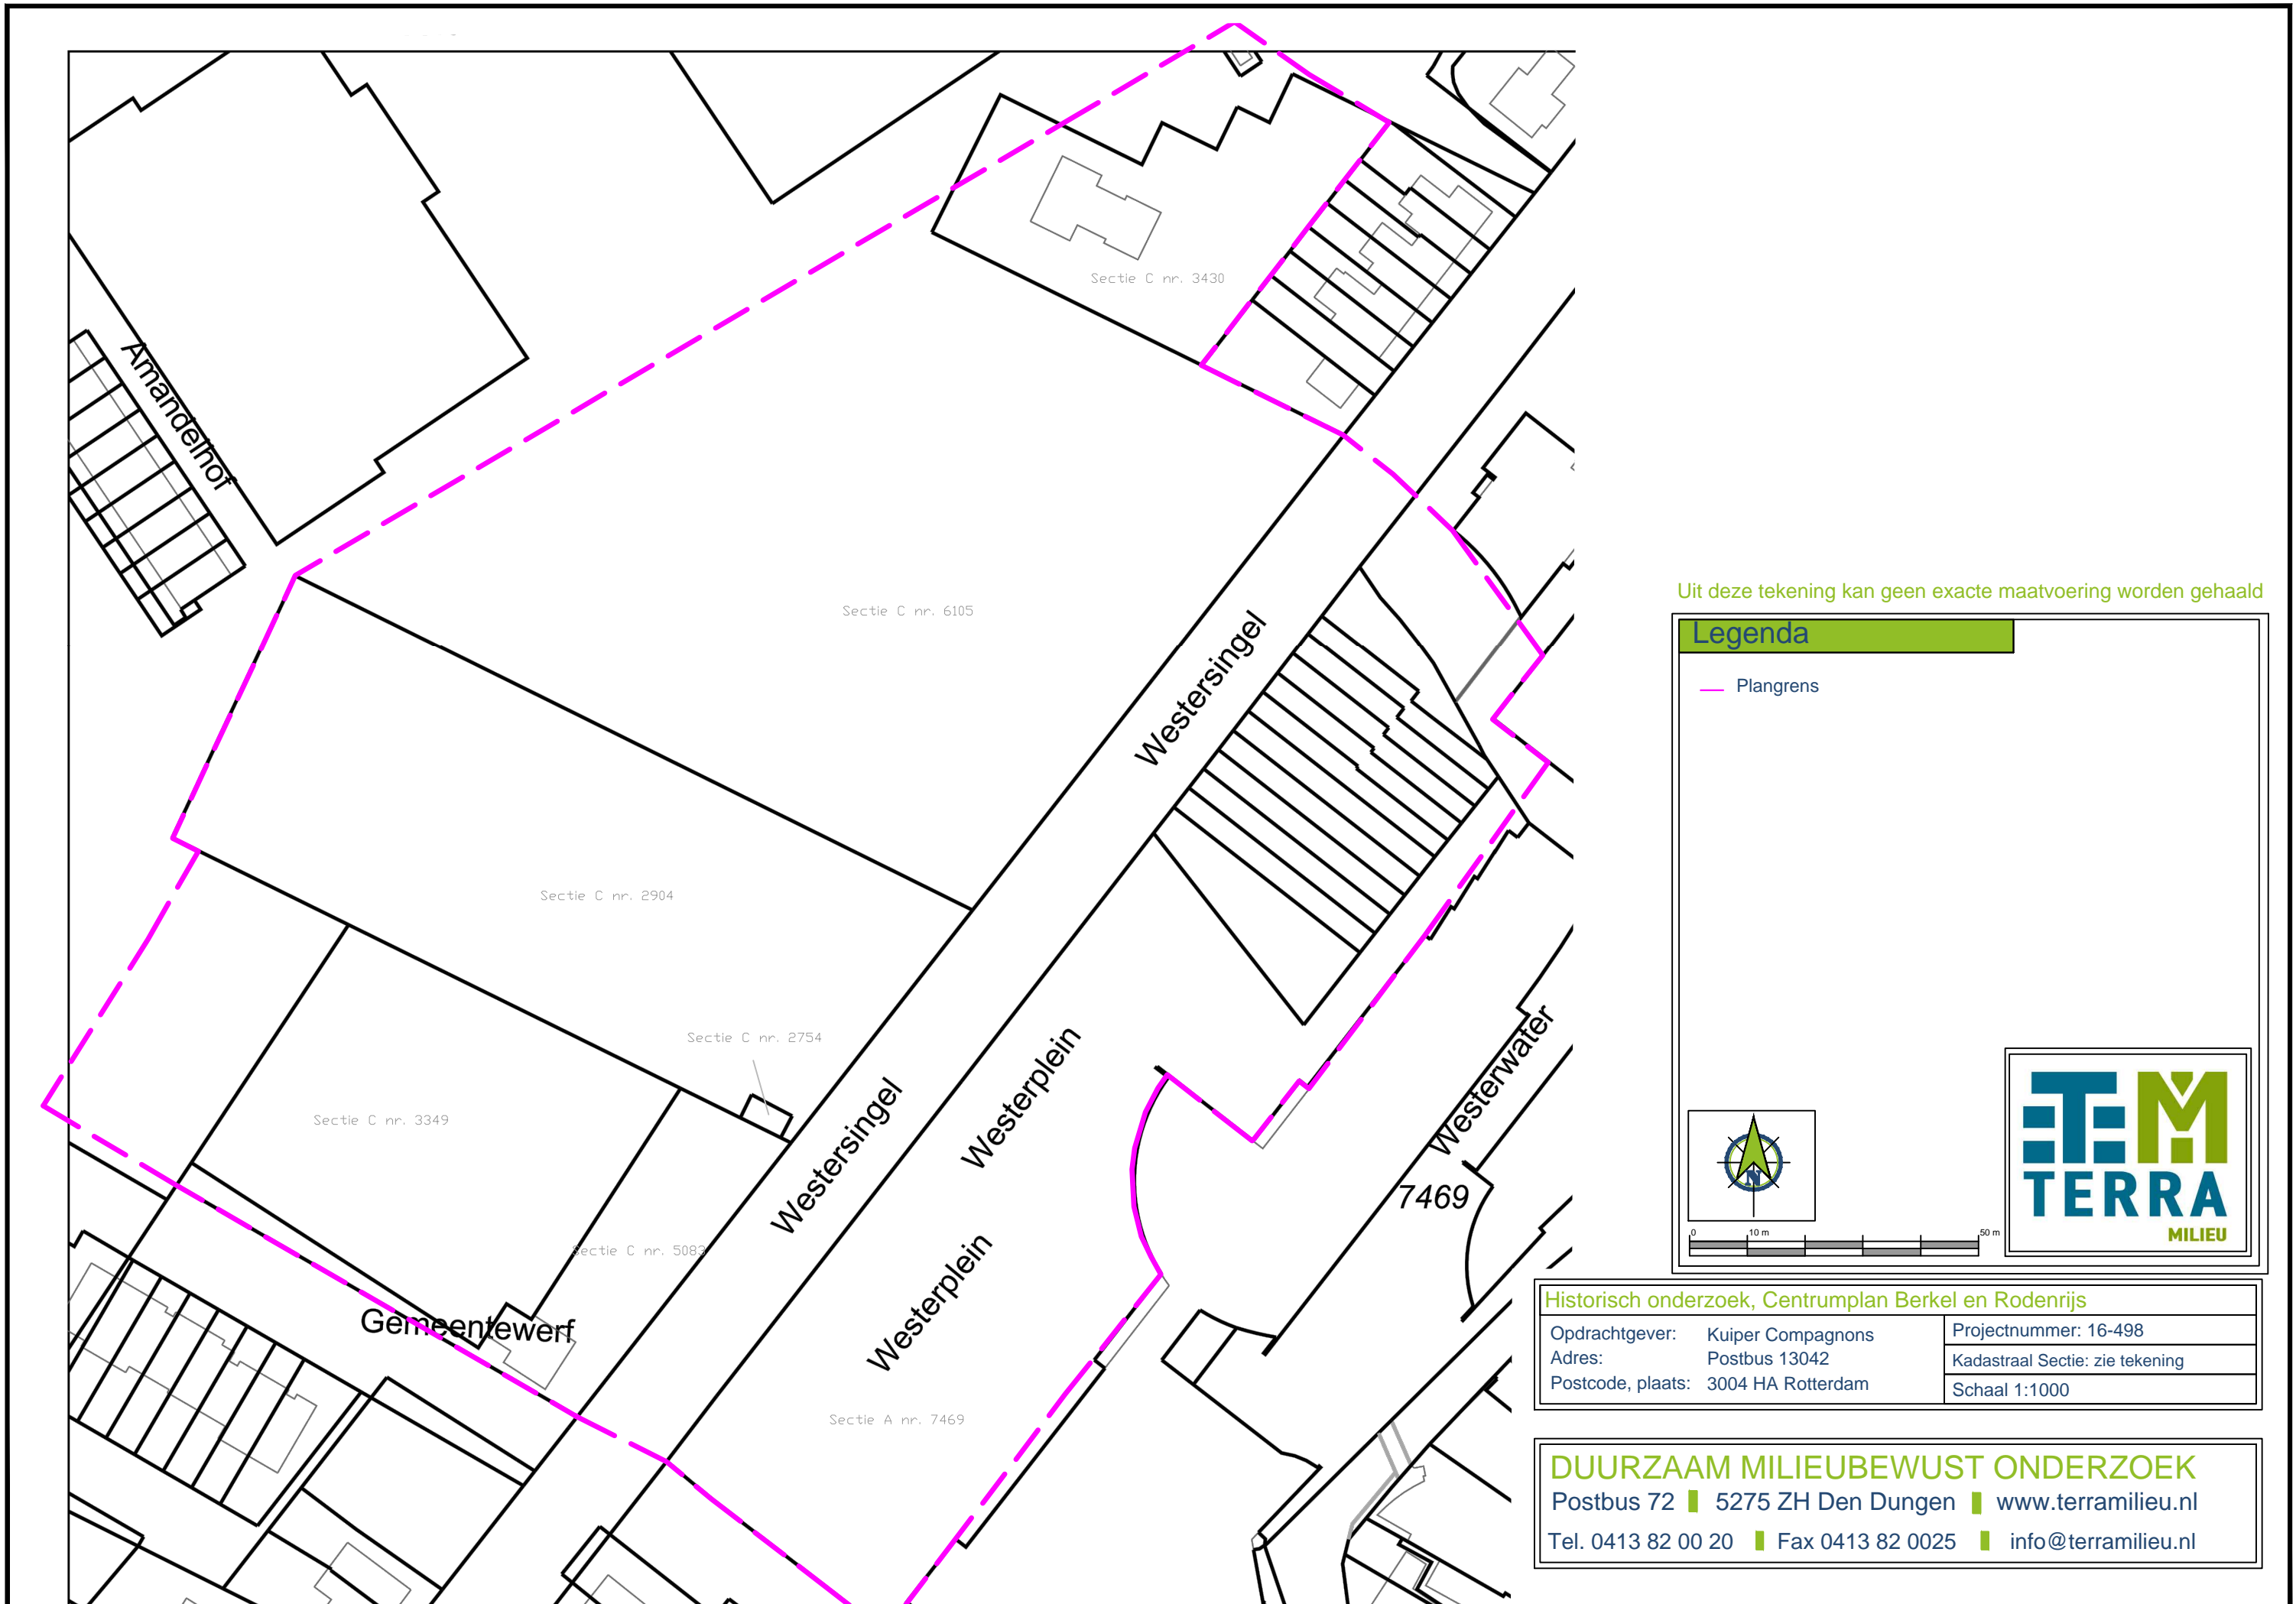 Sectie C nr. 3430
Amandelhof
Sectie C nr. 6105
Westersingel
Sectie C nr. 2904
Sectie C nr. 2754
Westerplein
Westerwater
Westersingel
Sectie C nr. 3349
7469
Sectie C nr. 5083
Westerplein
Gemeentewerf
Sectie A nr. 7469
Uit deze tekening kan geen exacte maatvoering worden gehaald
Legenda
Plangrens
N
0 10 m 50 m
TM
TERRA
MILIEU
Historisch onderzoek, Centrumplan Berkel en Rodenrijs
Opdrachtgever: Kuiper Compagnons
Adres: Postbus 13042
Postcode, plaats: 3004 HA Rotterdam
Projectnummer: 16-498
Kadastraal Sectie: zie tekening
Schaal 1:1000
DUURZAAM MILIEUBEWUST ONDERZOEK
Postbus 72 5275 ZH Den Dungen www.terramilieu.nl
Tel. 0413 82 00 20 Fax 0413 82 0025 info@terramilieu.nl